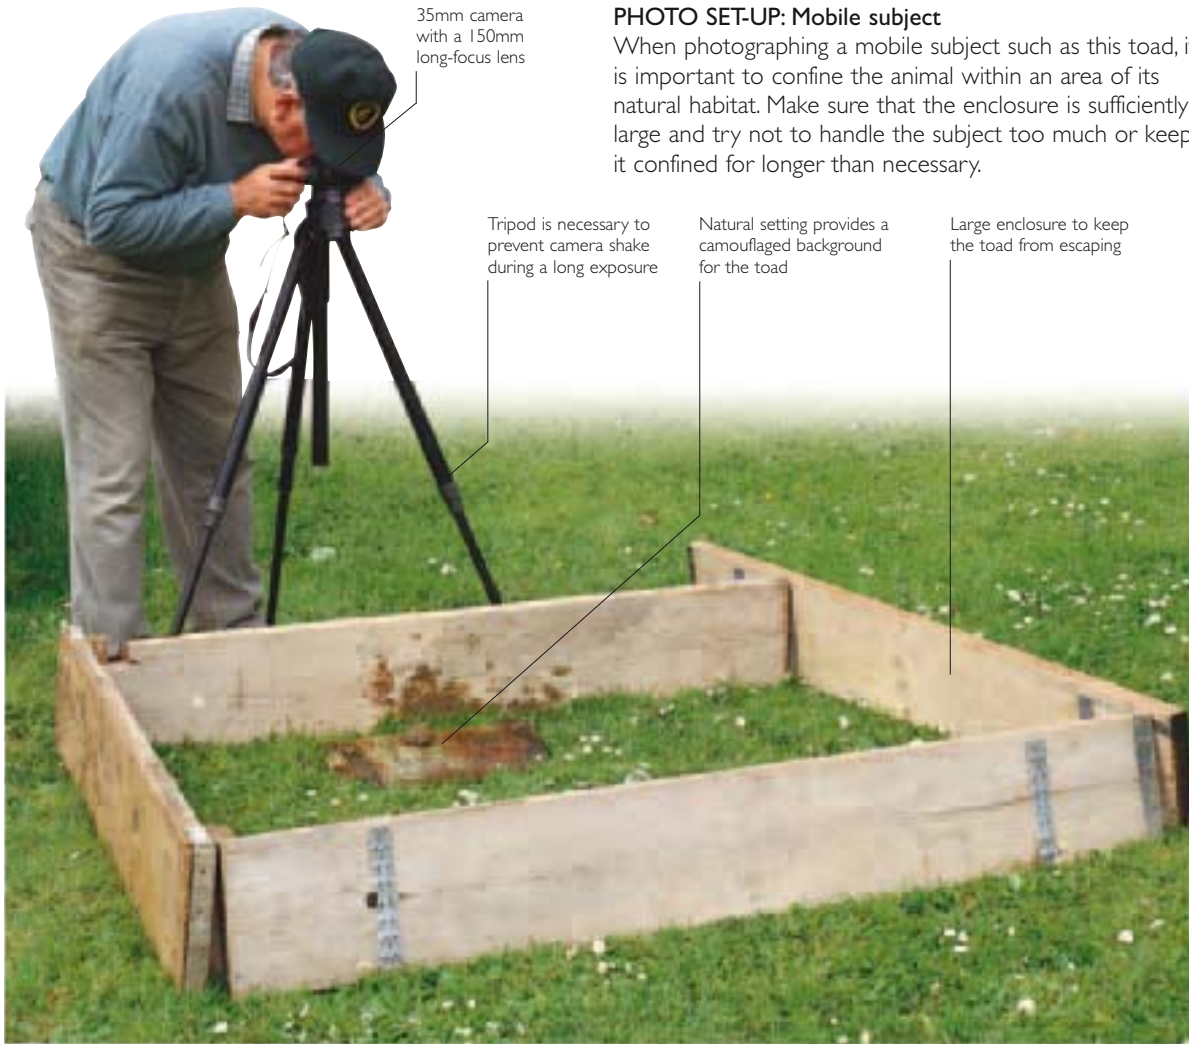 35mm camera
with a 150mm
long-focus lens
PHOTO SET-UP: Mobile subject
When photographing a mobile subject such as this toad, it
is important to confine the animal within an area of its
natural habitat. Make sure that the enclosure is sufficiently
large and try not to handle the subject too much or keep
it confined for longer than necessary.
Tripod is necessary to
prevent camera shake
during a long exposure
Natural setting provides a
camouflaged background
for the toad
Large enclosure to keep
the toad from escaping